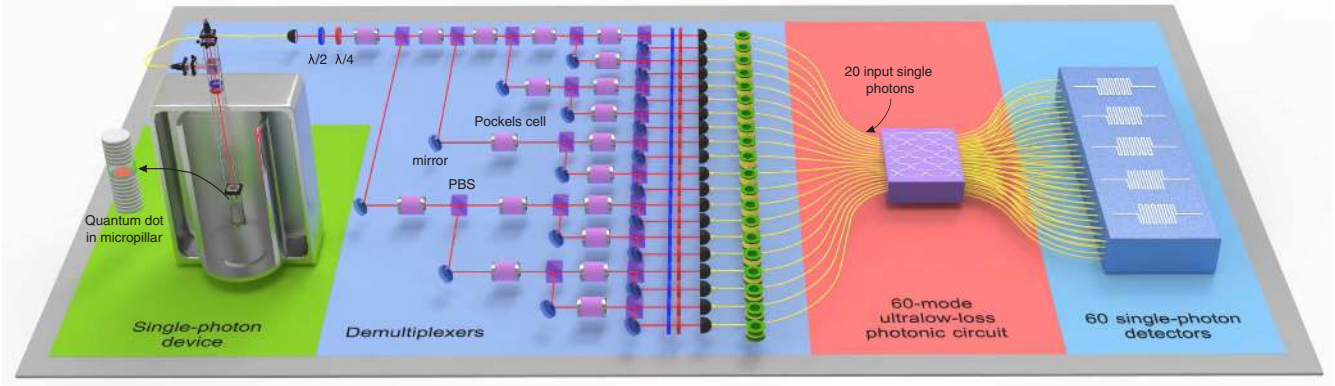 λ/2 λ/4
20 input single
photons
Pockels cell
mirror
PBS
Quantum dot
in micropillar
Single-photon
device
Demultiplexers
60-mode
ultralow-loss
photonic circuit
60 single-photon
detectors